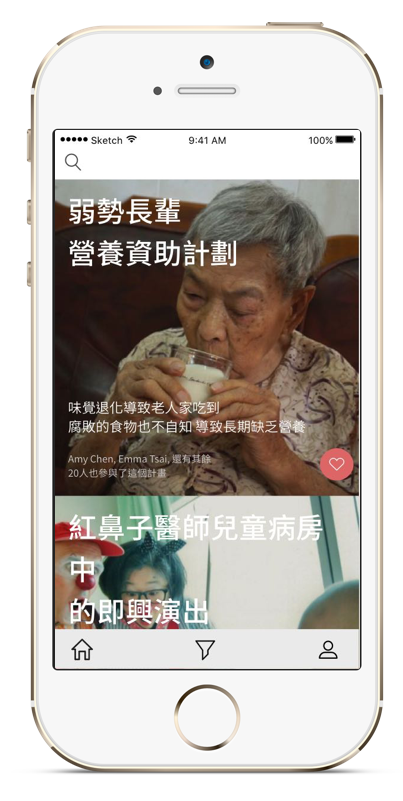 Sketch 9:41 AM 100%
弱勢長輩
營養資助計劃
味覺退化導致老人家吃到
腐敗的食物也不自知 導致長期缺乏營養
Amy Chen, Emma Tsai, 還有其餘
20人也參與了這個計畫
紅鼻子醫師兒童病房
中
的即興演出